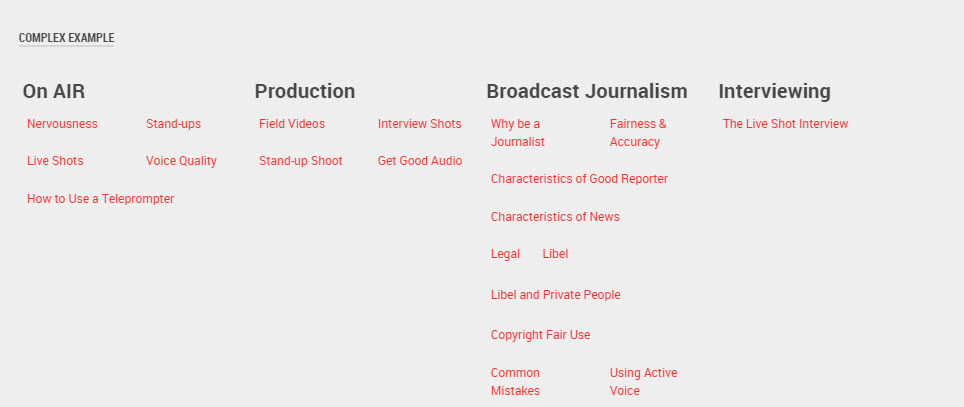 COMPLEX EXAMPLE
On AIR
Nervousness
Stand-ups
Live Shots
Voice Quality
How to Use a Teleprompter
Production
Field Videos
Interview Shots
Stand-up Shoot
Get Good Audio
Broadcast Journalism
Why be a
Journalist
Fairness &
Accuracy
Characteristics of Good Reporter
Characteristics of News
Legal
Libel
Libel and Private People
Copyright Fair Use
Common
Mistakes
Using Active
Voice
Interviewing
The Live Shot Interview